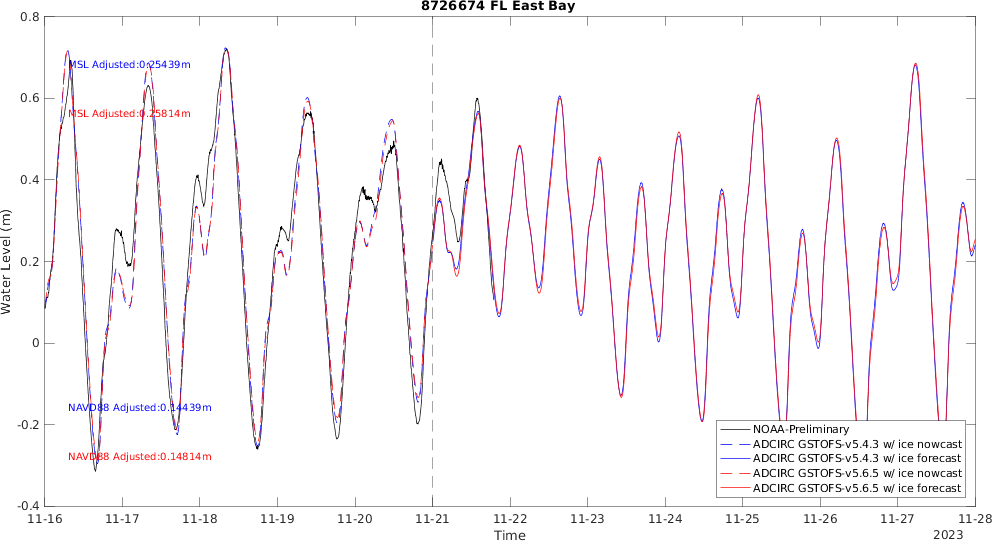 8726674 FL East Bay
0.8
0.6
0.4
0.2
0
-0.2
-0.4
Water Level (m)
MSL Adjusted:0.25439m
MSL Adjusted:0.25814m
NAVD88 Adjusted:0.14439m
NAVD88 Adjusted:0.14814m
NOAA-Preliminary
ADCIRC GSTOFS-v5.4.3 w/ ice nowcast
ADCIRC GSTOFS-v5.4.3 w/ ice forecast
ADCIRC GSTOFS-v5.6.5 w/ ice nowcast
ADCIRC GSTOFS-v5.6.5 w/ ice forecast
11-16 11-17 11-18 11-19 11-20 11-21 11-22 11-23 11-24 11-25 11-26 11-27 11-28
Time
2023